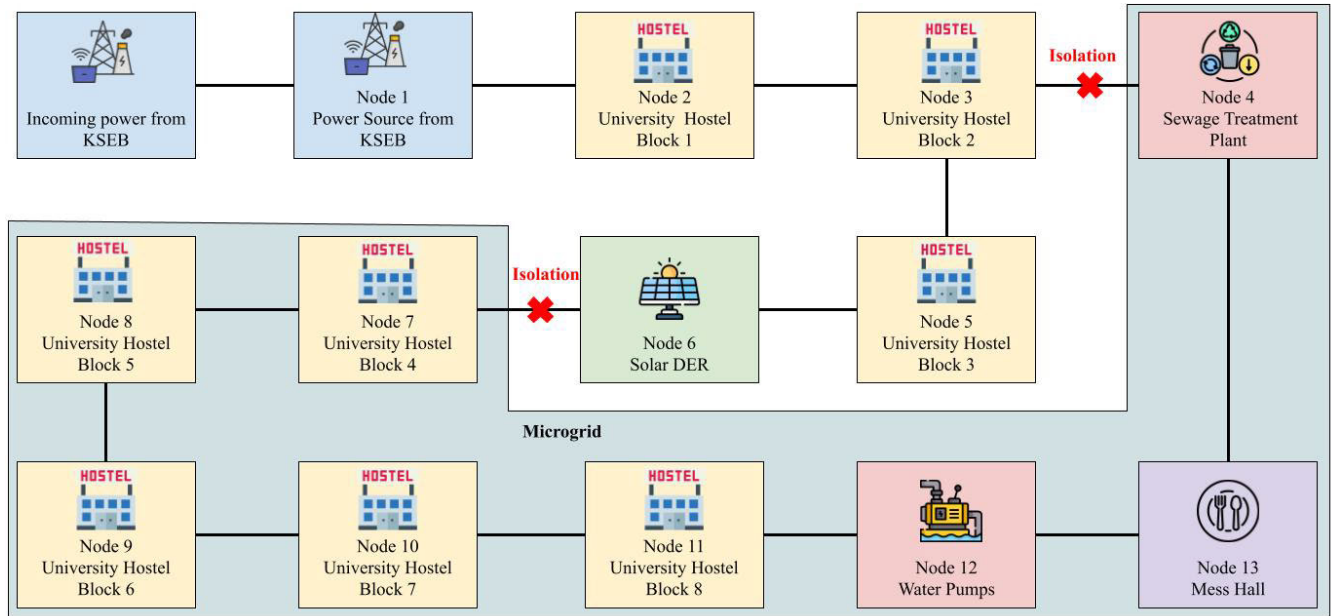 Incoming power from
KSEB
Node 1
Power Source from
KSEB
HOSTEL
Node 2
University Hostel
Block 1
HOSTEL
Node 3
University Hostel
Block 2
Isolation
Node 4
Sewage Treatment
Plant
HOSTEL
Node 8
University Hostel
Block 5
HOSTEL
Node 7
University Hostel
Block 4
Isolation
Node 6
Solar DER
HOSTEL
Node 5
University Hostel
Block 3
Microgrid
HOSTEL
Node 9
University Hostel
Block 6
HOSTEL
Node 10
University Hostel
Block 7
HOSTEL
Node 11
University Hostel
Block 8
Node 12
Water Pumps
Node 13
Mess Hall